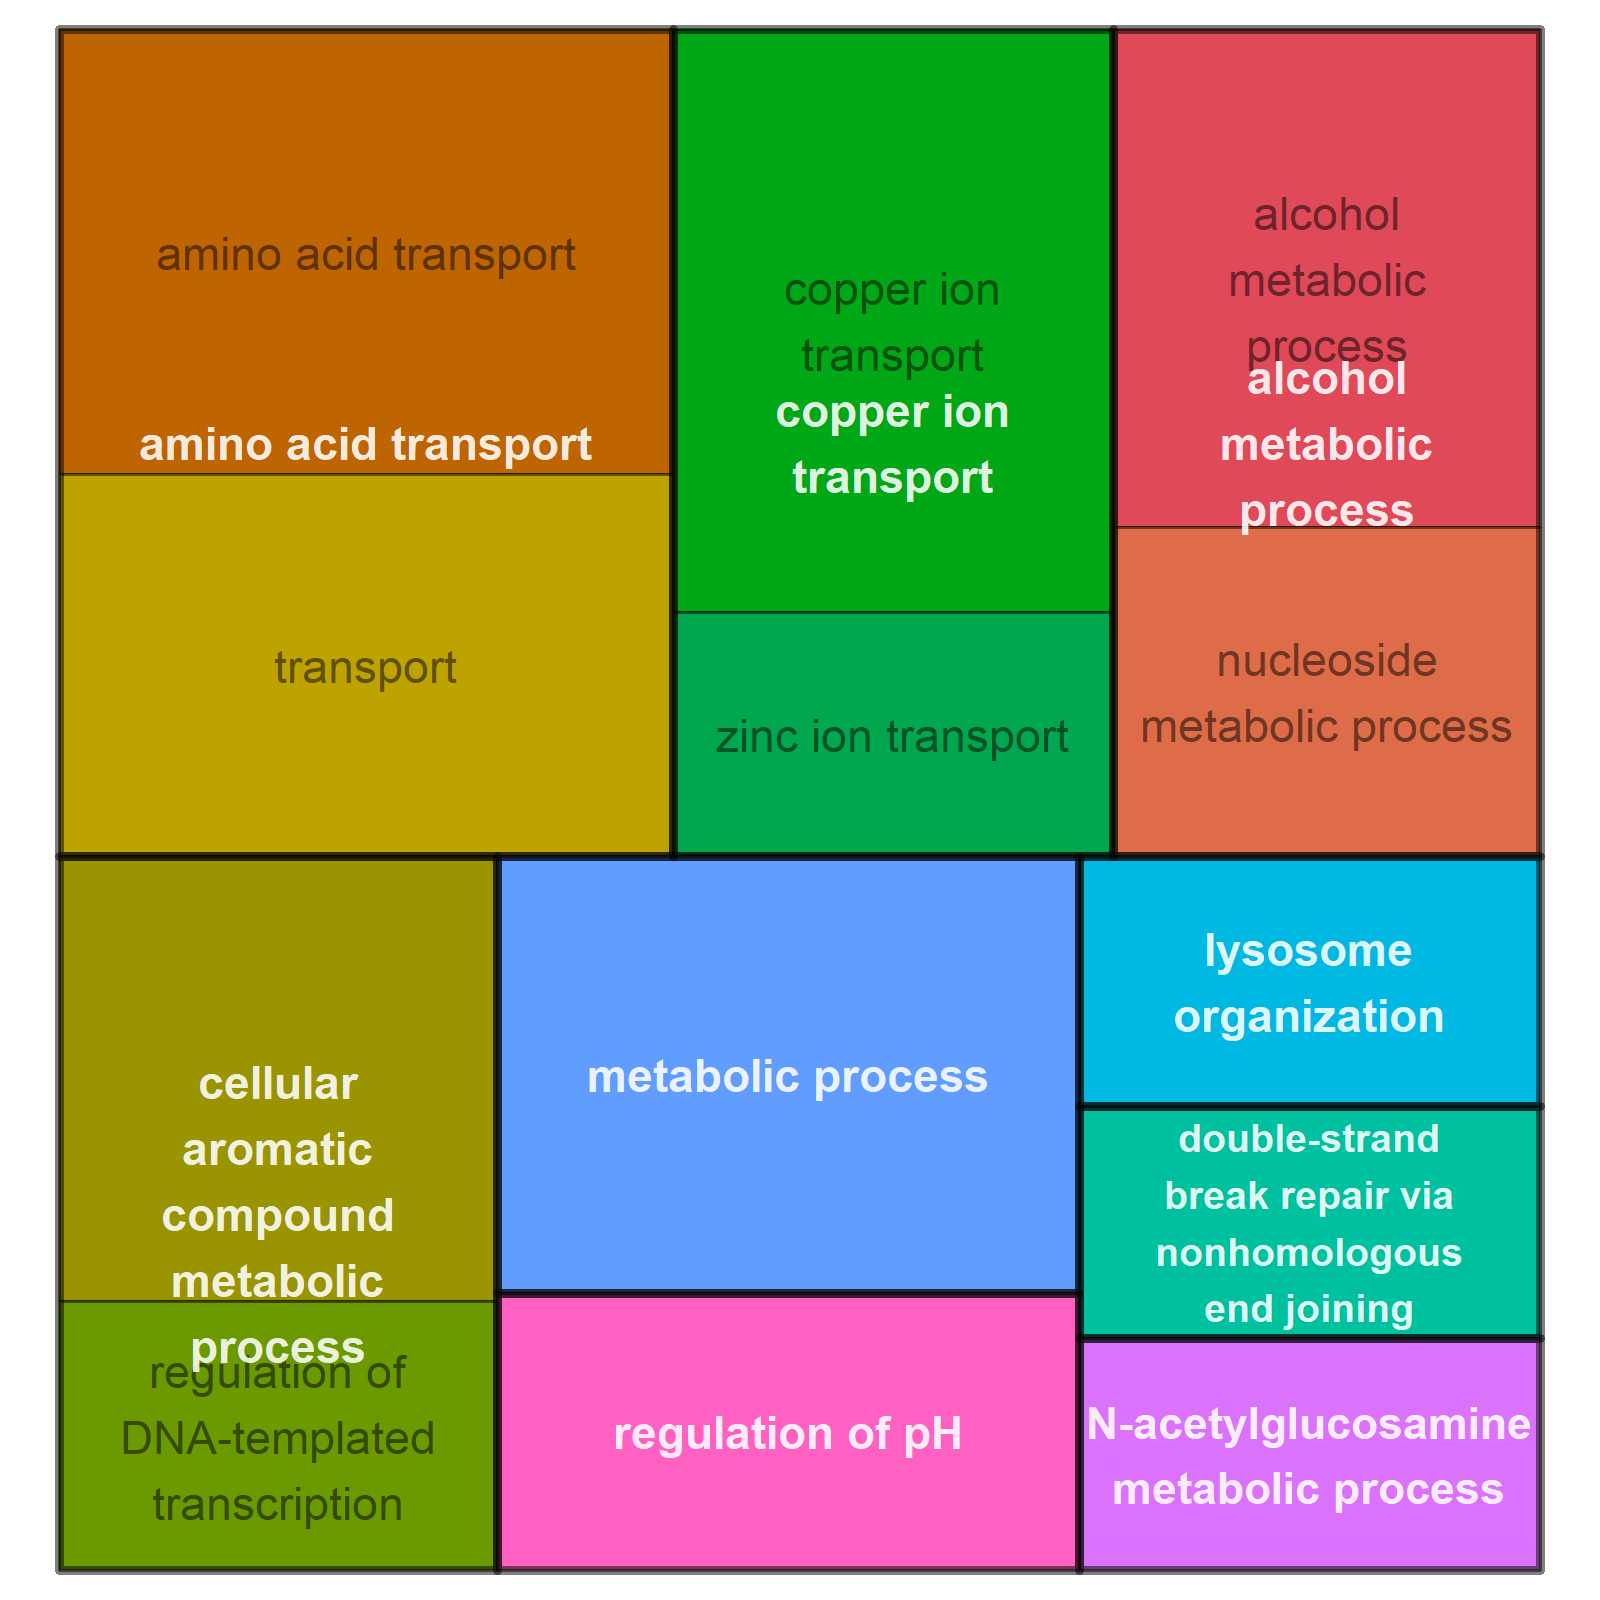 amino acid transport
amino acid transport
transport
copper ion
transport
copper ion
transport
zinc ion transport
alcohol
metabolic
process
alcohol
metabolic
process
nucleoside
metabolic process
cellular
aromatic
compound
metabolic
process
regulation of
DNA-templated
transcription
metabolic process
regulation of pH
lysosome
organization
double-strand
break repair via
nonhomologous
end joining
N-acetylglucosamine
metabolic process